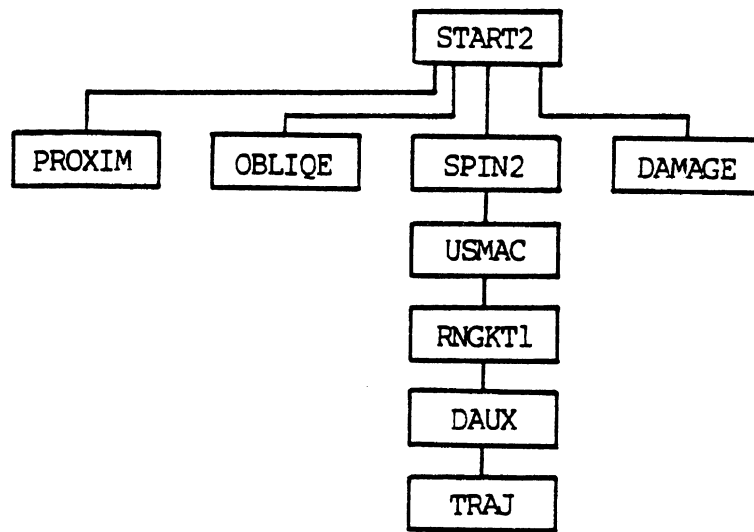 START2
PROXIM
OBLIQE
SPIN2
DAMAGE
USMAC
RNGKT1
DAUX
TRAJ